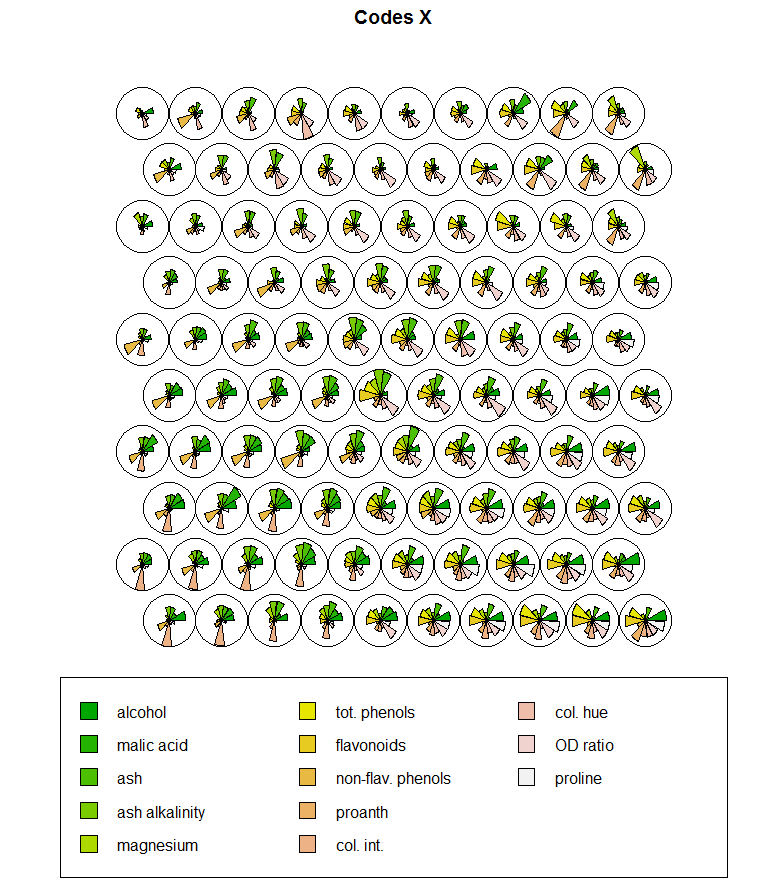 Codes X
alcohol
malic acid
ash
ash alkalinity
magnesium
tot. phenols
flavonoids
non-flav. phenols
proanth
col. int.
col. hue
OD ratio
proline